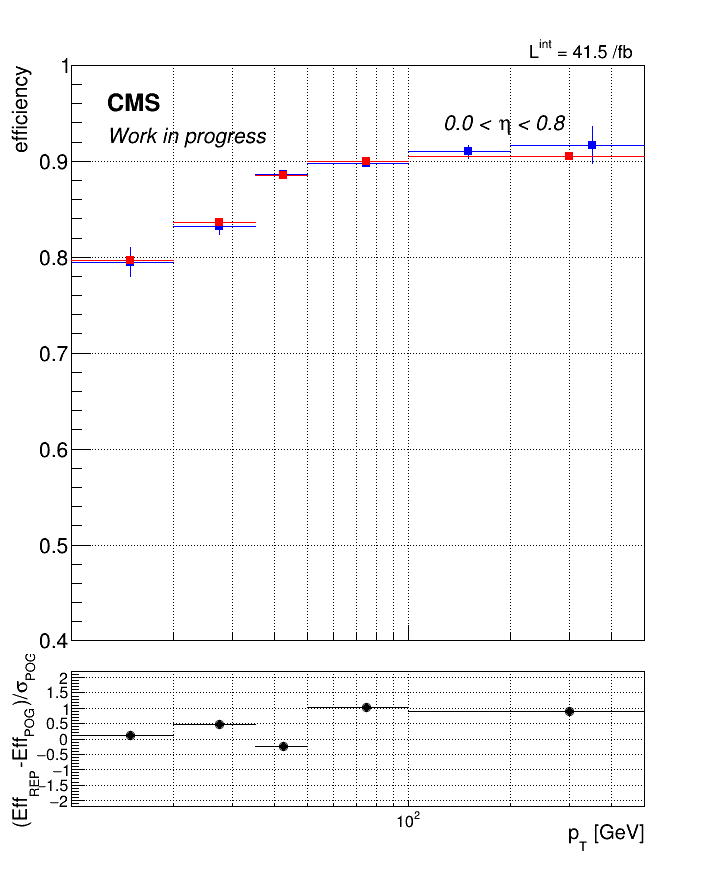 L^int = 41.5 /fb
efficiency
CMS
Work in progress
0.0 < η < 0.8
1
0.9
0.8
0.7
0.6
0.5
0.4
(Eff_REP -Eff_POG)/σ_POG
2
1.5
1
0.5
0
−0.5
−1
−1.5
−2
10^2
p_T [GeV]